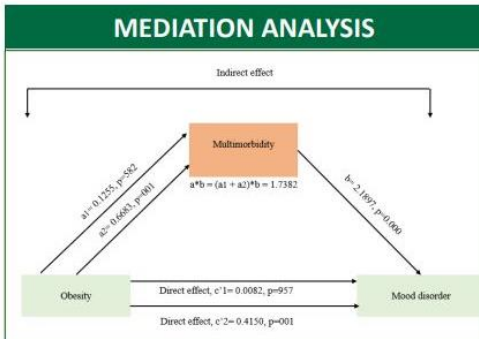 MEDIATION ANALYSIS
Indirect effect
Multimorbidity
a1= 0.1255, p=582
a2= 0.6683, p=001
a*b = (a1 + a2)*b = 1.7382
b= 2.1897, p=0.000
Obesity
Direct effect, c'1= 0.0082, p=957
Mood disorder
Direct effect, c'2= 0.4150, p=001